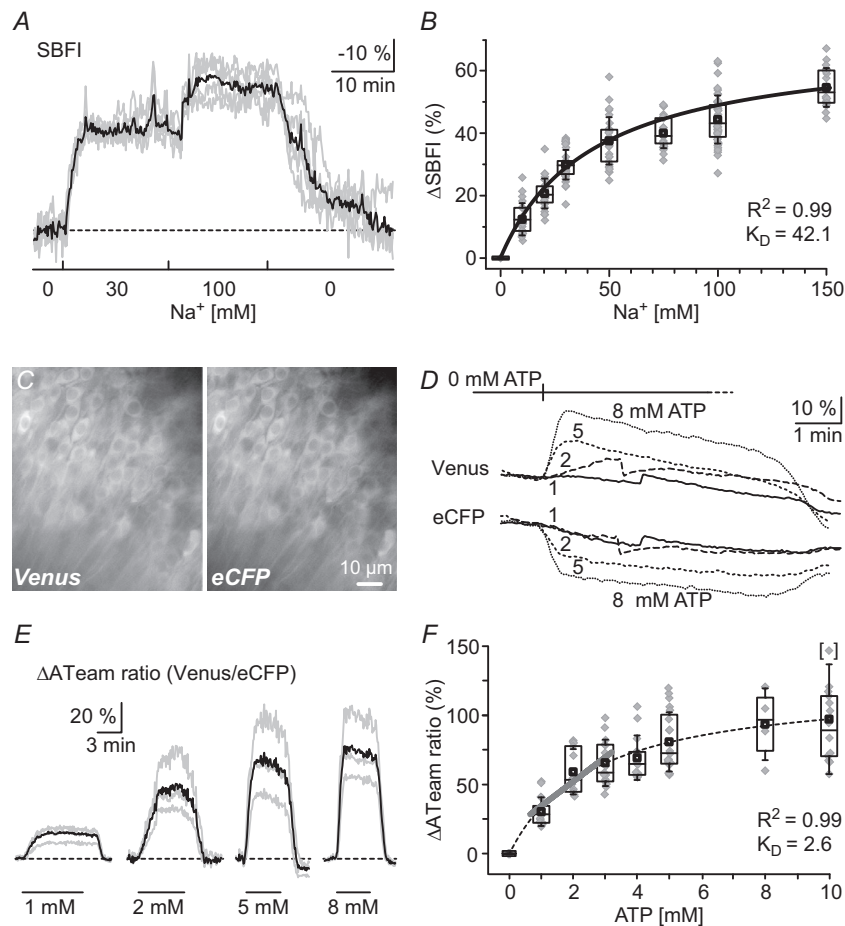 A
SBFI
-10 %
10 min
0 30 100 0
Na+ [mM]
B
ΔSBFI (%)
60
40
20
0
R2 = 0.99
KD = 42.1
0 50 100 150
Na+ [mM]
C
Venus
eCFP
10 µm
D
0 mM ATP
10 %
1 min
8 mM ATP
5
2
1
Venus
eCFP
1
2
5
8 mM ATP
E
ΔATeam ratio (Venus/eCFP)
20 %
3 min
1 mM 2 mM 5 mM 8 mM
F
ΔATeam ratio (%)
150
100
50
0
[ ]
R2 = 0.99
KD = 2.6
0 2 4 6 8 10
ATP [mM]